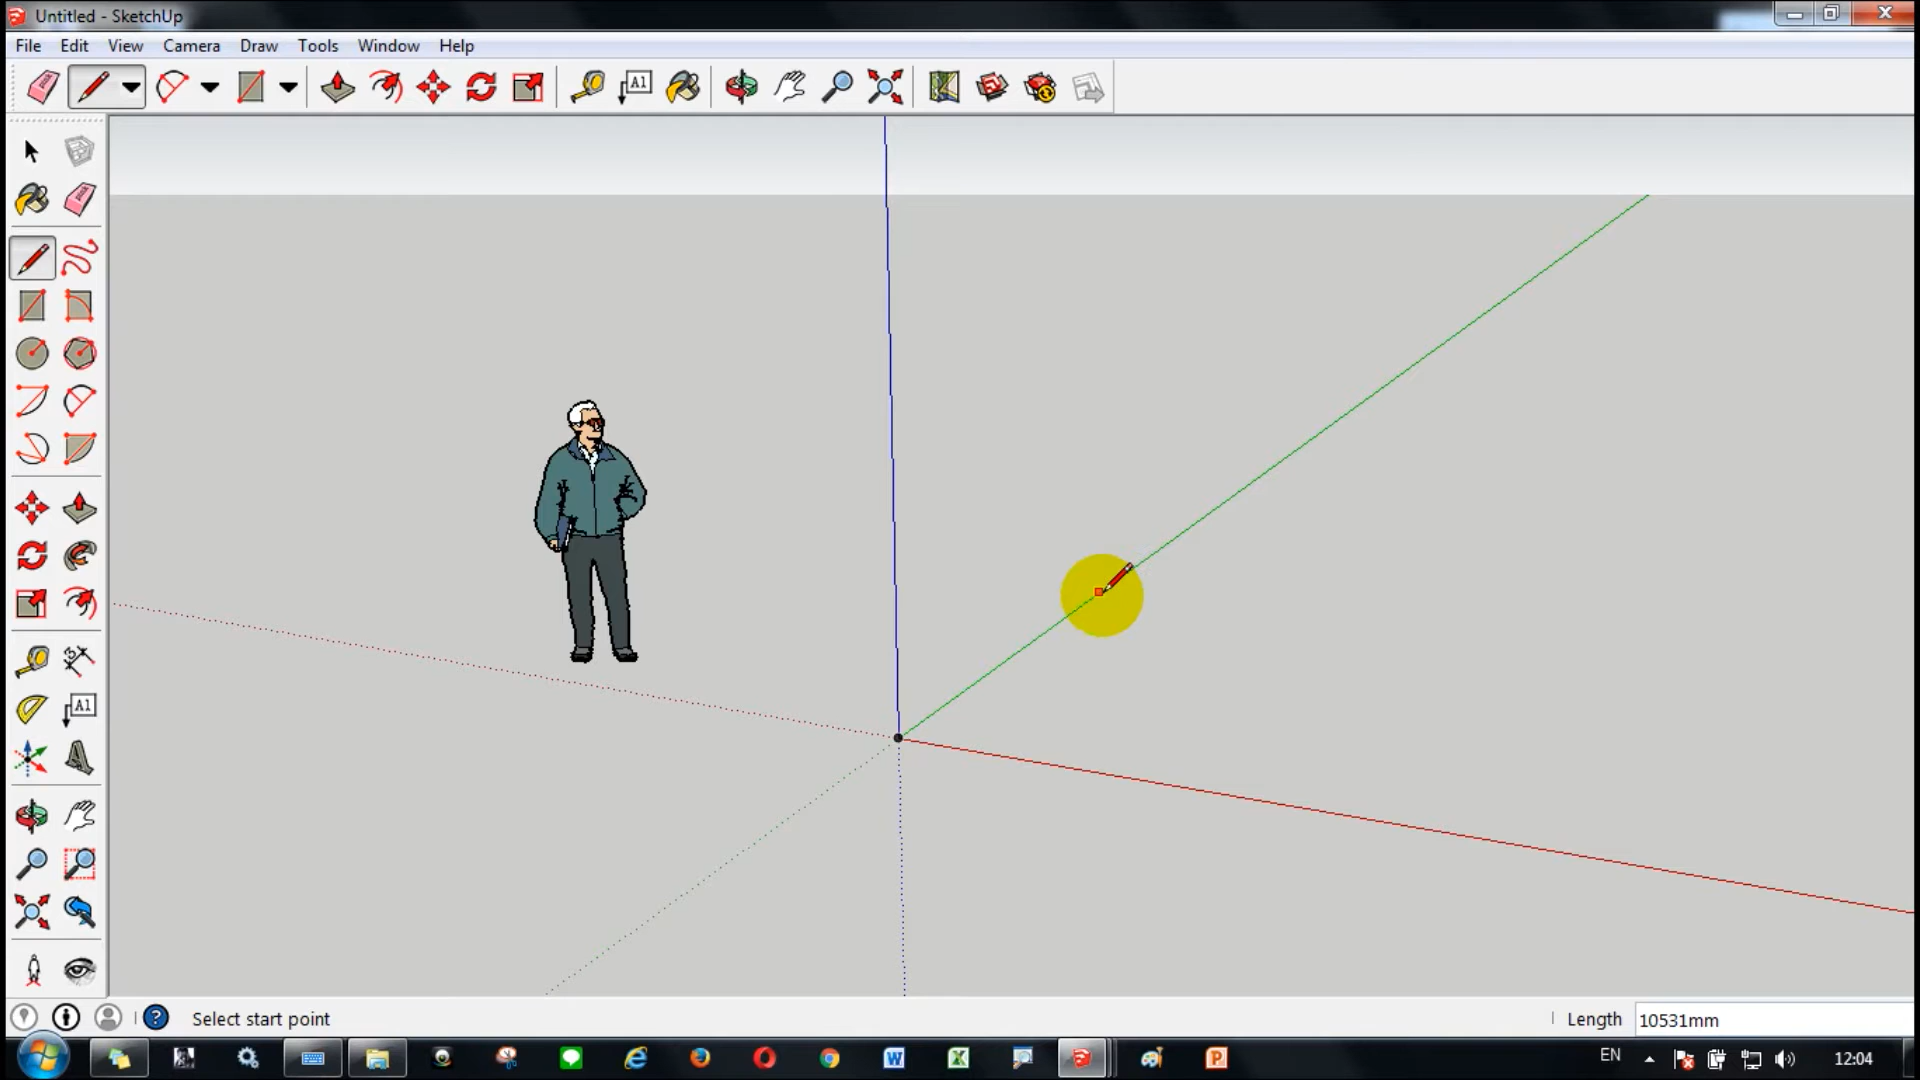 Untitled - SketchUp
File Edit View Camera Draw Tools Window Help
A1
A1
Select start point
Length 10531mm
EN 12:04